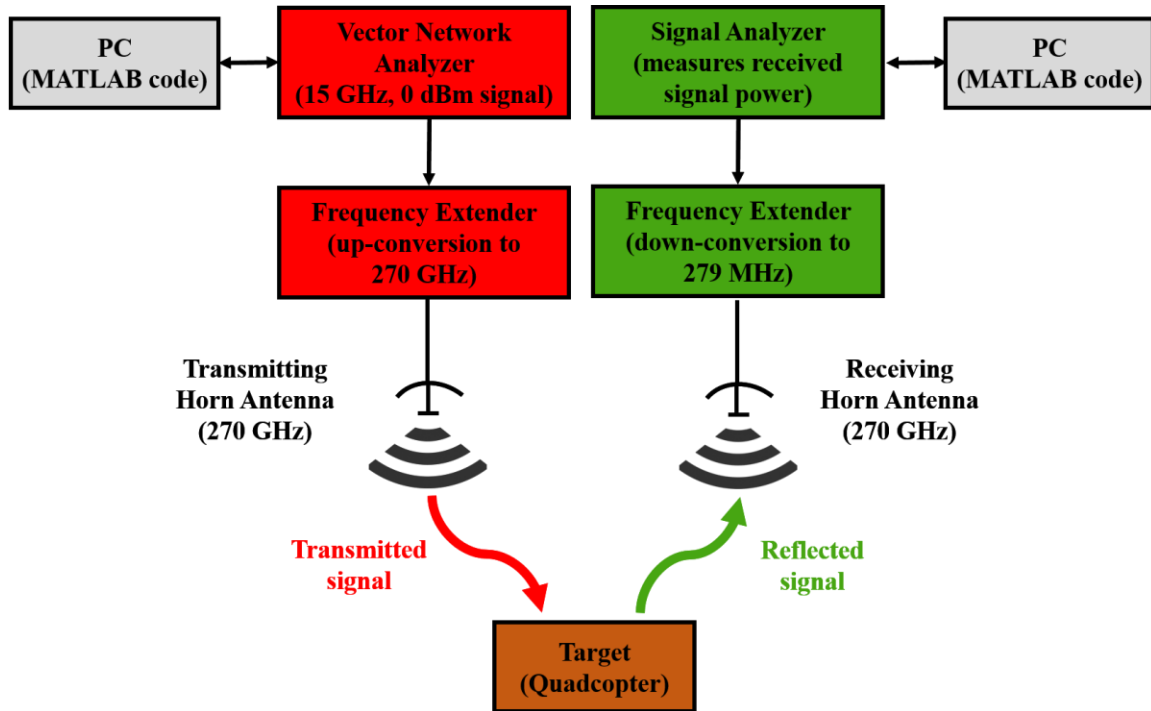 PC
(MATLAB code)
Vector Network
Analyzer
(15 GHz, 0 dBm signal)
Signal Analyzer
(measures received
signal power)
PC
(MATLAB code)
Frequency Extender
(up-conversion to
270 GHz)
Frequency Extender
(down-conversion to
279 MHz)
Transmitting
Horn Antenna
(270 GHz)
Receiving
Horn Antenna
(270 GHz)
Transmitted
signal
Reflected
signal
Target
(Quadcopter)